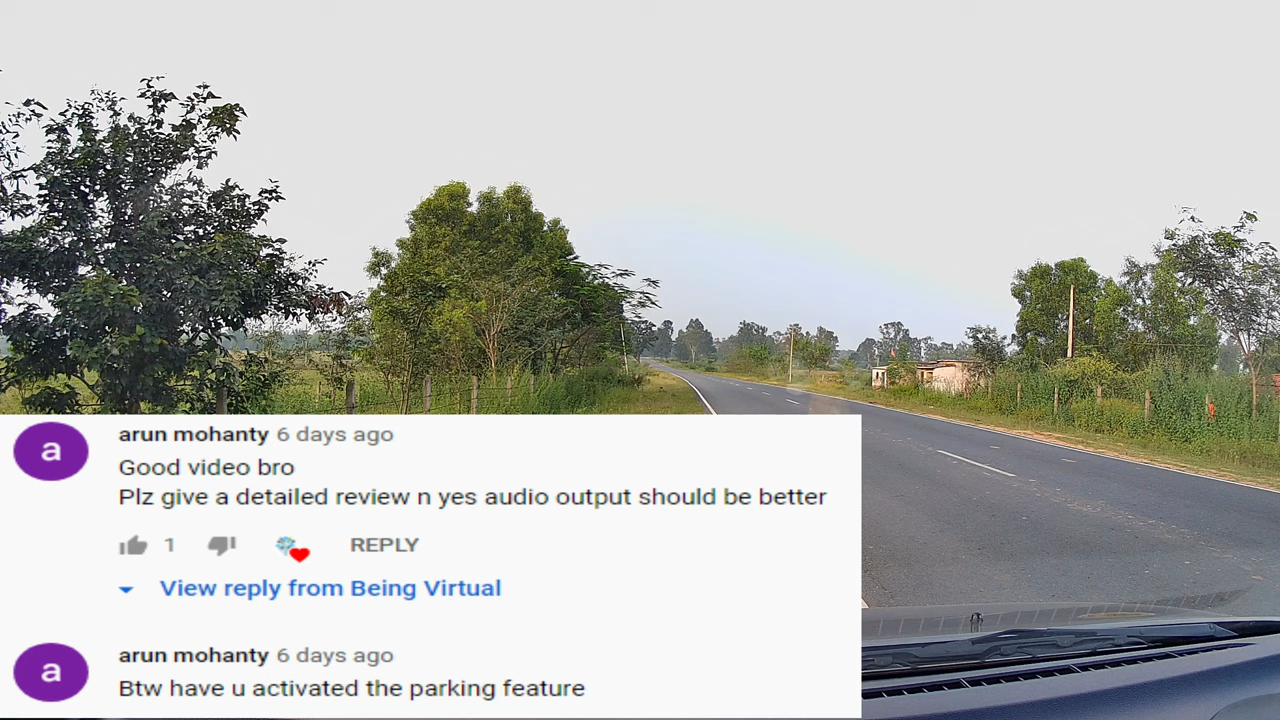 a
arun mohanty 6 days ago
Good video bro
Plz give a detailed review n yes audio output should be better
1
REPLY
View reply from Being Virtual
a
arun mohanty 6 days ago
Btw have u activated the parking feature